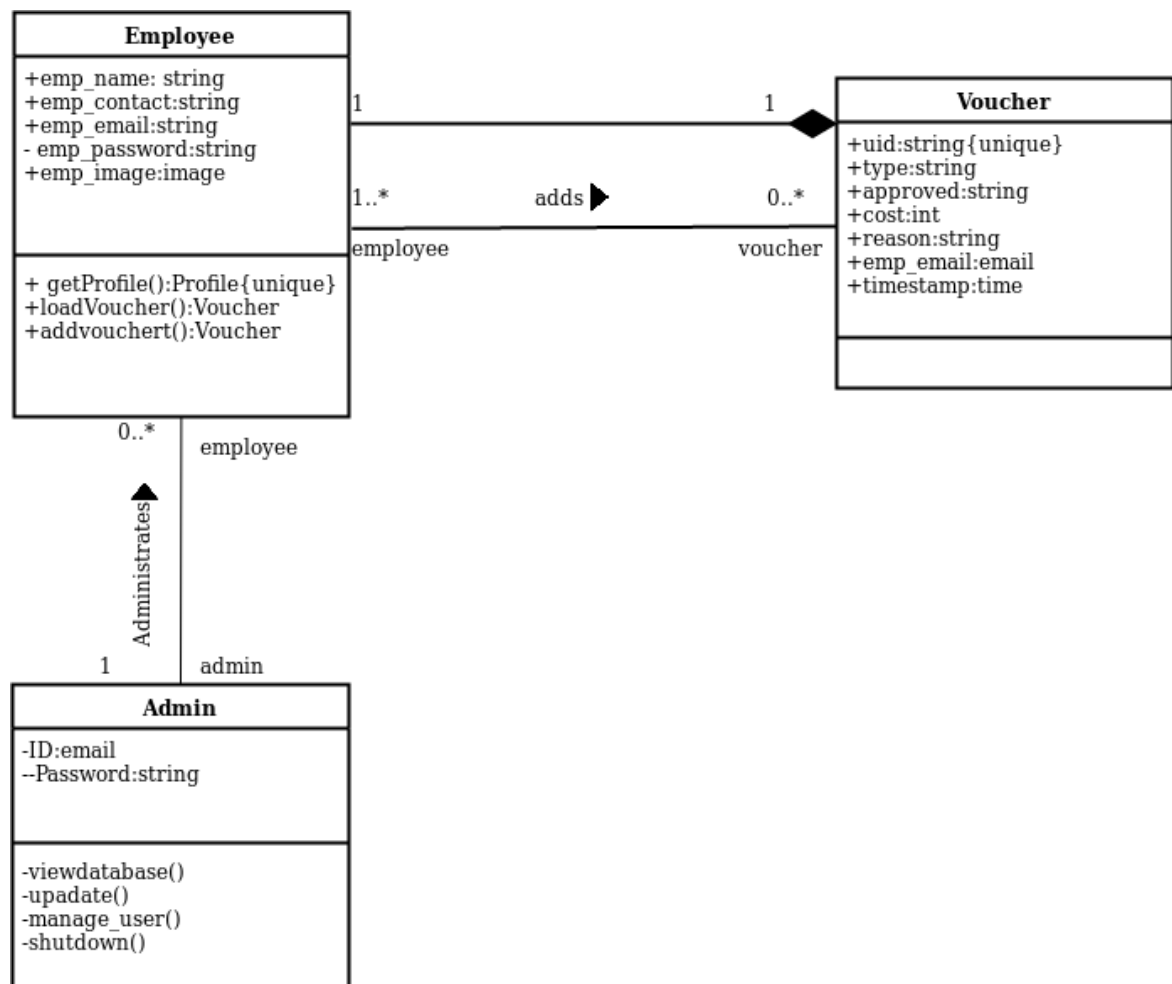 Employee
+emp_name: string
+emp_contact:string
+emp_email:string
- emp_password:string
+emp_image:image
+ getProfile():Profile{unique}
+loadVoucher():Voucher
+addvouchert():Voucher
1
1
1..*
adds
0..*
employee
voucher
Voucher
+uid:string{unique}
+type:string
+approved:string
+cost:int
+reason:string
+emp_email:email
+timestamp:time
0..*
employee
Administrates
1
admin
Admin
-ID:email
--Password:string
-viewdatabase()
-upadate()
-manage_user()
-shutdown()